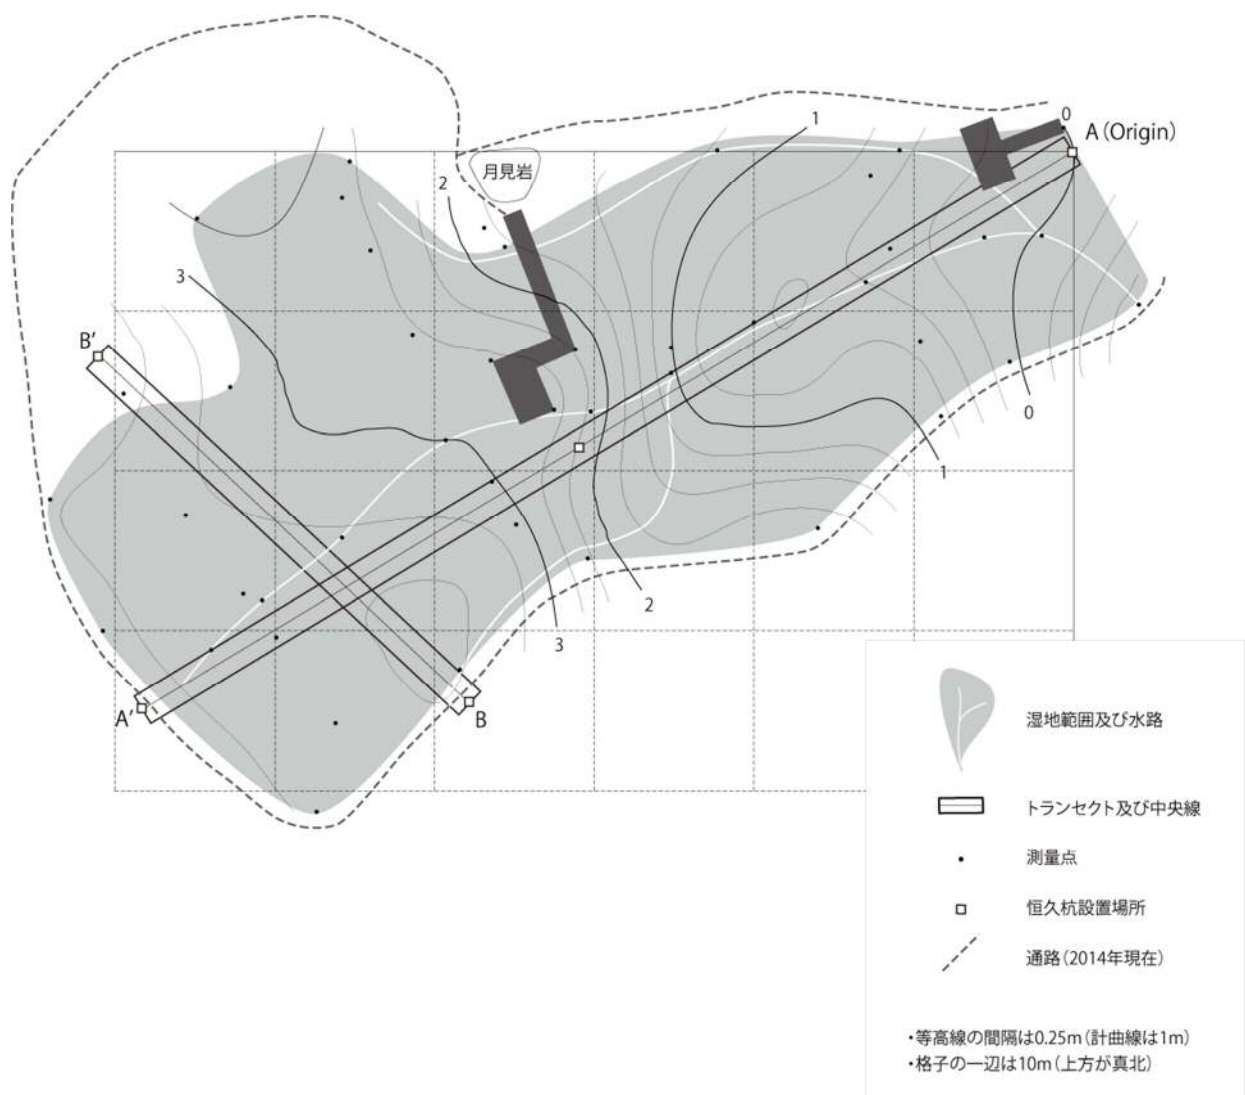 0
A（Origin）
1
月見岩
2
3
B’
0
1
2
3
A’
B
湿地範囲及び水路
トランセクト及び中央線
測量点
恒久杭設置場所
通路（2014年現在）
・等高線の間隔は0.25m（計曲線は1m）
・格子の一辺は10m（上方が真北）